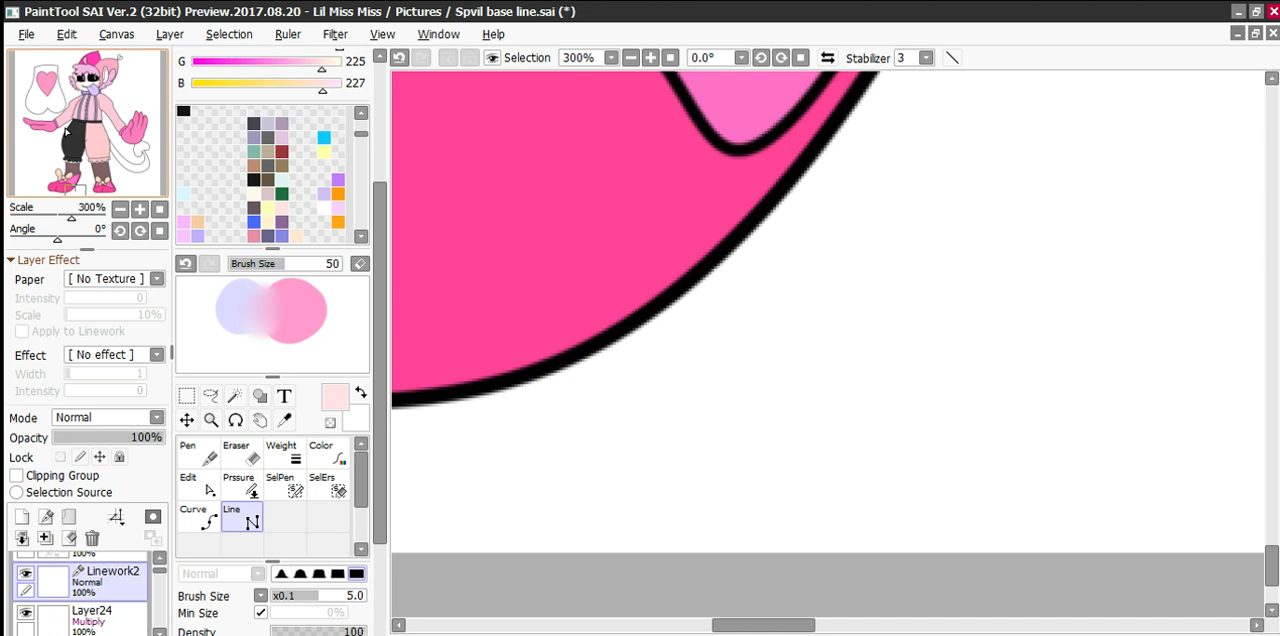 PaintTool SAI Ver.2 (32bit) Preview.2017.08.20 - Lil Miss Miss / Pictures / Spvil base line.sai (*)
File Edit Canvas Layer Selection Ruler Filter View Window Help
G 225
B 227
Selection 300% 0.0° Stabilizer 3
Scale 300%
Angle 0°
Layer Effect
Paper [ No Texture ]
Intensity 0
Scale 10%
Apply to Linework
Effect [ No effect ]
Width 1
Intensity 0
Mode Normal
Opacity 100%
Lock
Clipping Group
Selection Source
100%
Linework2
Normal
100%
Layer24
Multiply
100%
Brush Size 50
T
Pen Eraser Weight Color
Edit Prssure SelPen SelErs
Curve Line
Normal
Brush Size x0.1 5.0
Min Size 0%
Density 100